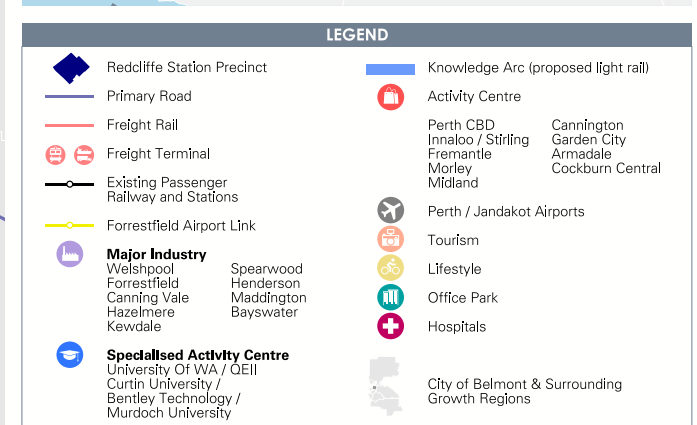 LEGEND
Redcliffe Station Precinct
Primary Road
Freight Rail
Freight Terminal
Existing Passenger
Railway and Stations
Forrestfield Airport Link
Major Industry
Welshpool
Forrestfield
Canning Vale
Hazelmere
Kewdale
Spearwood
Henderson
Maddington
Bayswater
Specialised Activity Centre
University Of WA / QEII
Curtin University /
Bentley Technology /
Murdoch University
Knowledge Arc (proposed light rail)
Activity Centre
Perth CBD
Innaloo / Stirling
Fremantle
Morley
Midland
Cannington
Garden City
Armadale
Cockburn Central
Perth / Jandakot Airports
Tourism
Lifestyle
Office Park
Hospitals
City of Belmont & Surrounding
Growth Regions